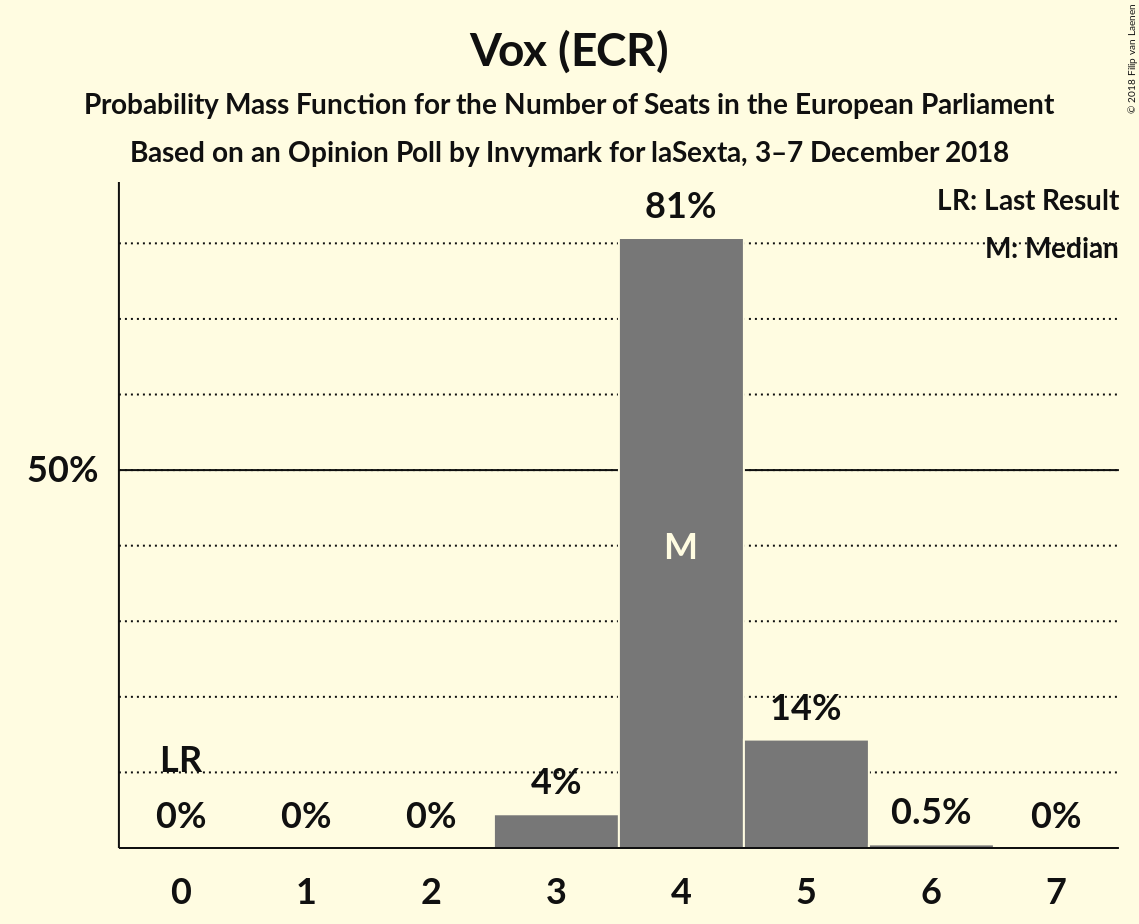 Vox (ECR)
Probability Mass Function for the Number of Seats in the European Parliament
Based on an Opinion Poll by Invymark for laSexta, 3–7 December 2018
© 2018 Filip van Laenen
LR: Last Result
M: Median
50%
81%
M
14%
LR
4%
0%
0%
0%
0.5%
0%
0 1 2 3 4 5 6 7